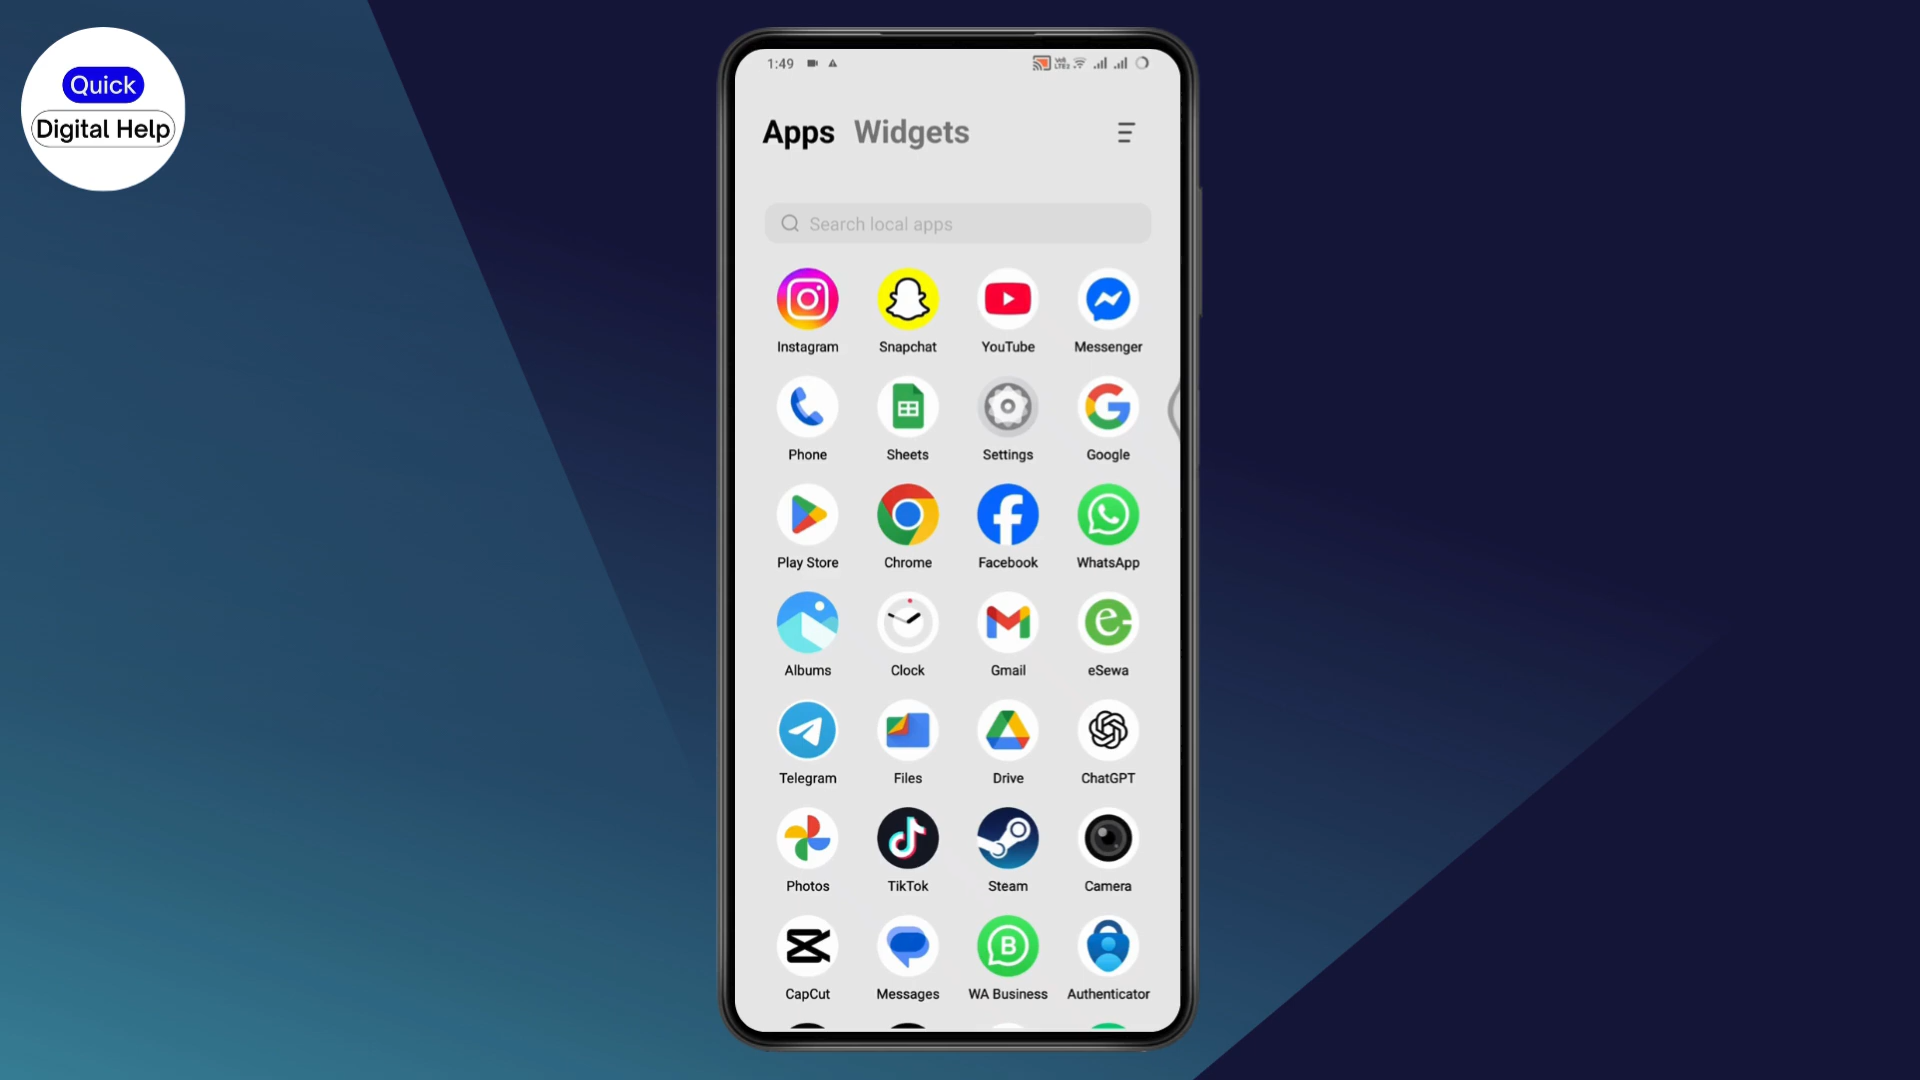 Quick
Digital Help
1:49
Apps Widgets
Search local apps
Instagram Snapchat YouTube Messenger
Phone Sheets Settings Google
Play Store Chrome Facebook WhatsApp
Albums Clock Gmail eSewa
Telegram Files Drive ChatGPT
Photos TikTok Steam Camera
CapCut Messages WA Business Authenticator